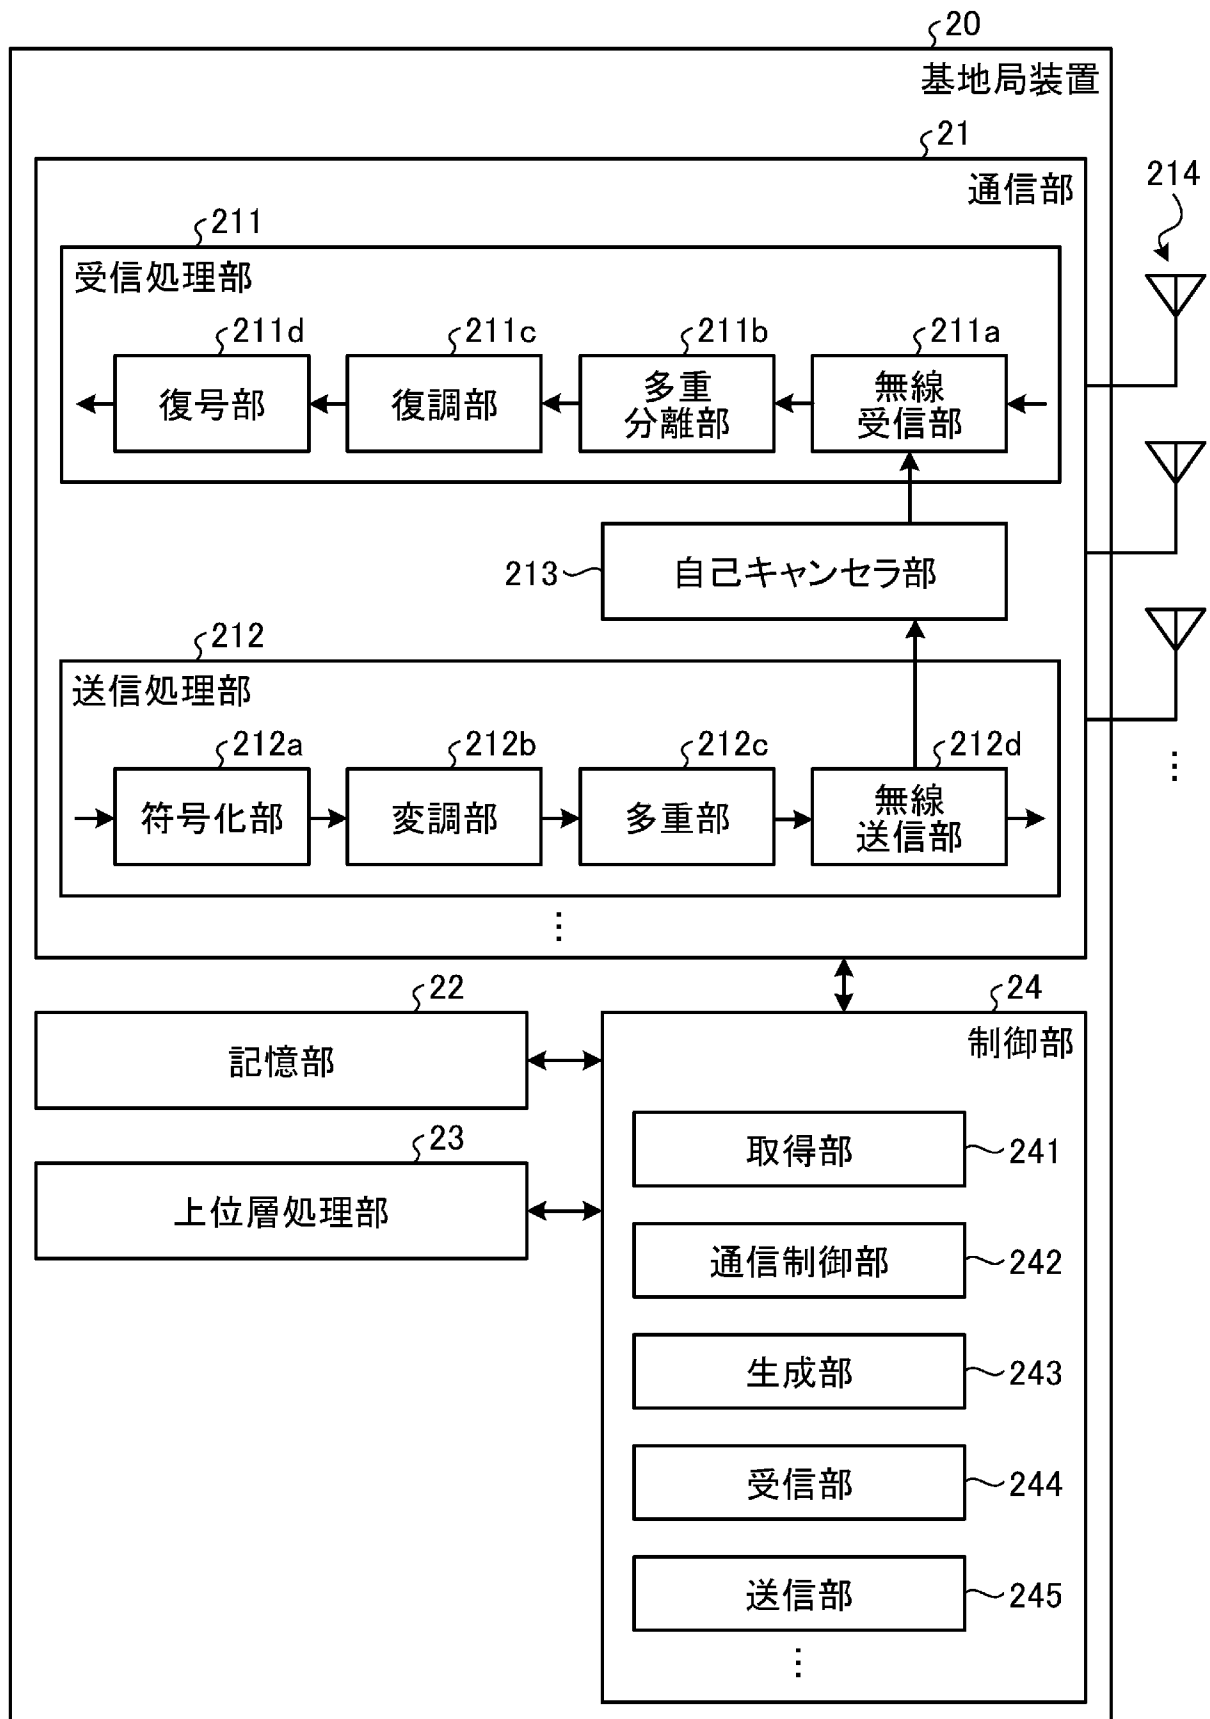 20
基地局装置
21
通信部
214
211
受信処理部
211d
211c
211b
211a
復号部
復調部
多重
分離部
無線
受信部
213
自己キャンセラ部
212
送信処理部
212a
212b
212c
212d
符号化部
変調部
多重部
無線
送信部
22
記憶部
23
上位層処理部
24
制御部
取得部
241
通信制御部
242
生成部
243
受信部
244
送信部
245